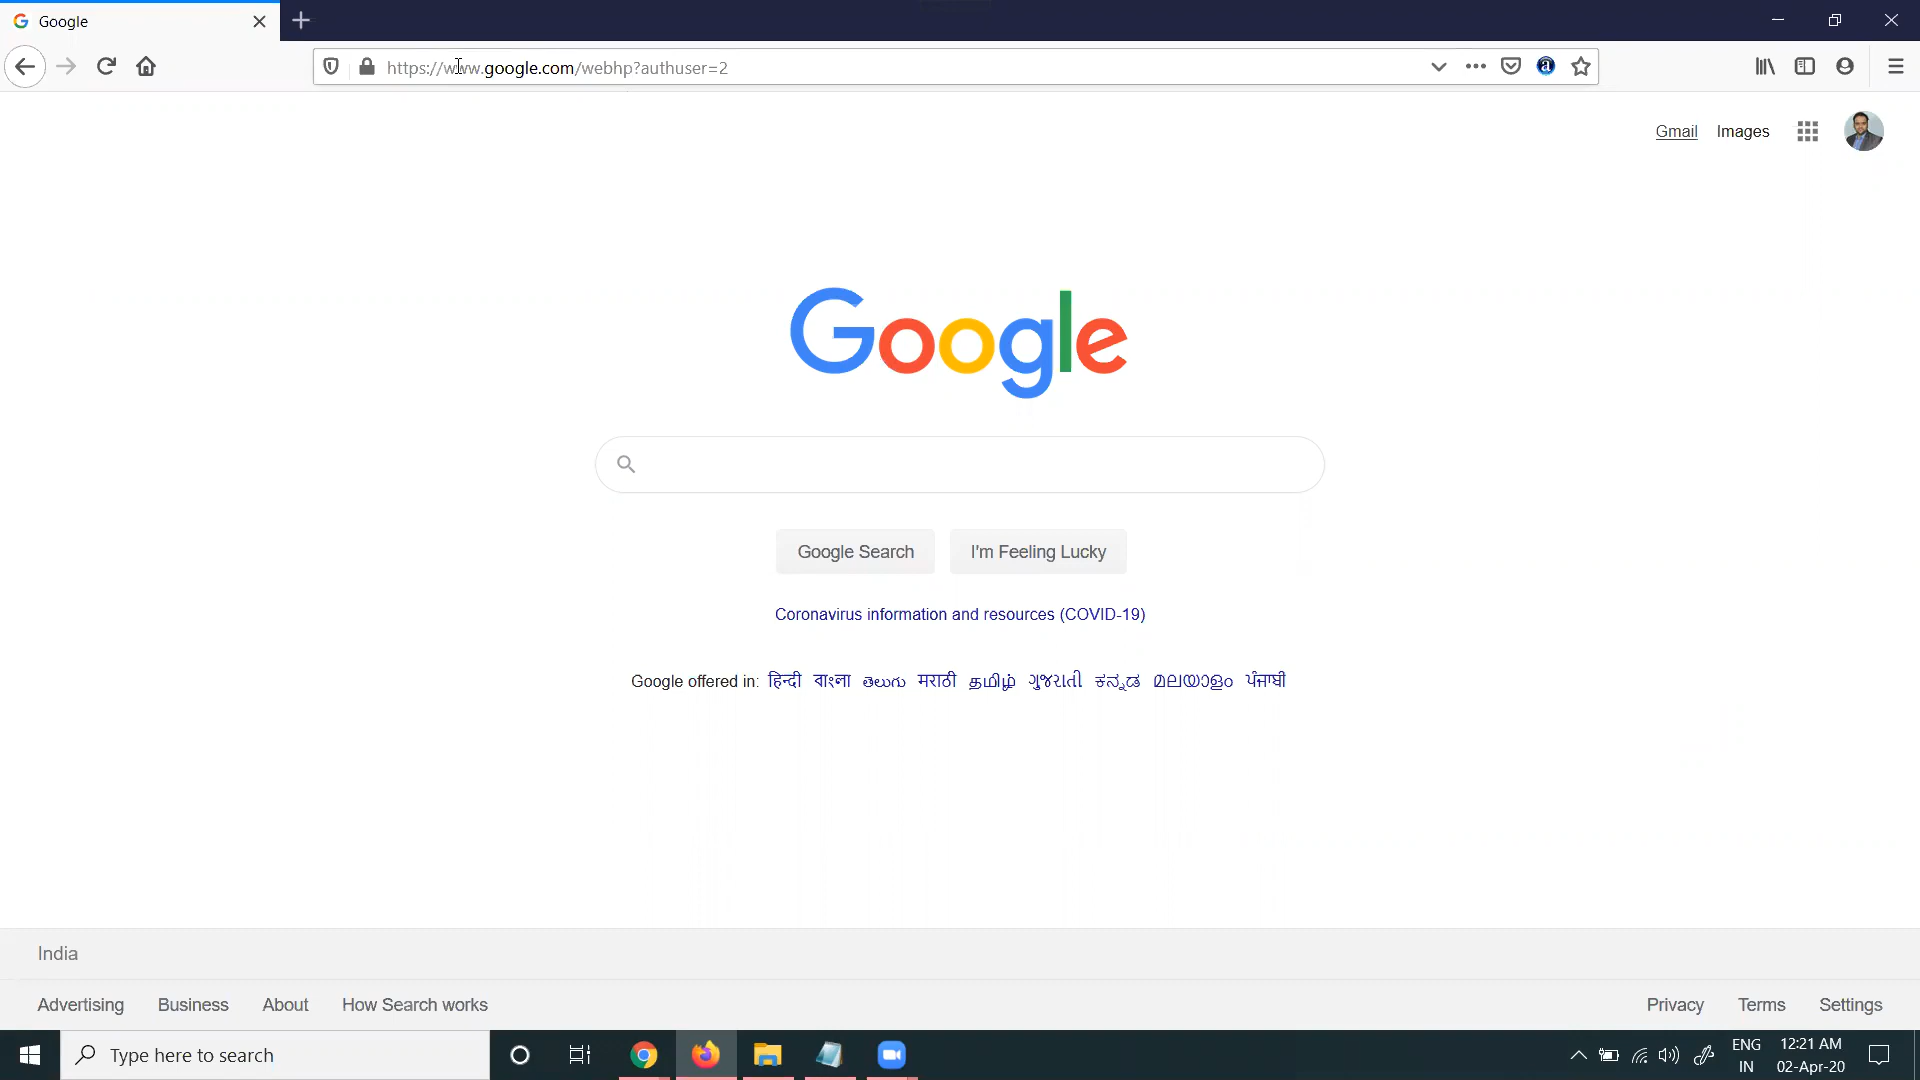 Google
https://www.google.com/webhp?authuser=2
Gmail Images
Google
Google Search I'm Feeling Lucky
Coronavirus information and resources (COVID-19)
Google offered in: हिन्दी বাংলা తెలుగు मराठी தமிழ் ગુજરાતી ಕನ್ನಡ മലയാളം ਪੰਜਾਬੀ
India
Advertising Business About How Search works Privacy Terms Settings
Type here to search
ENG 12:21 AM
IN 02-Apr-20